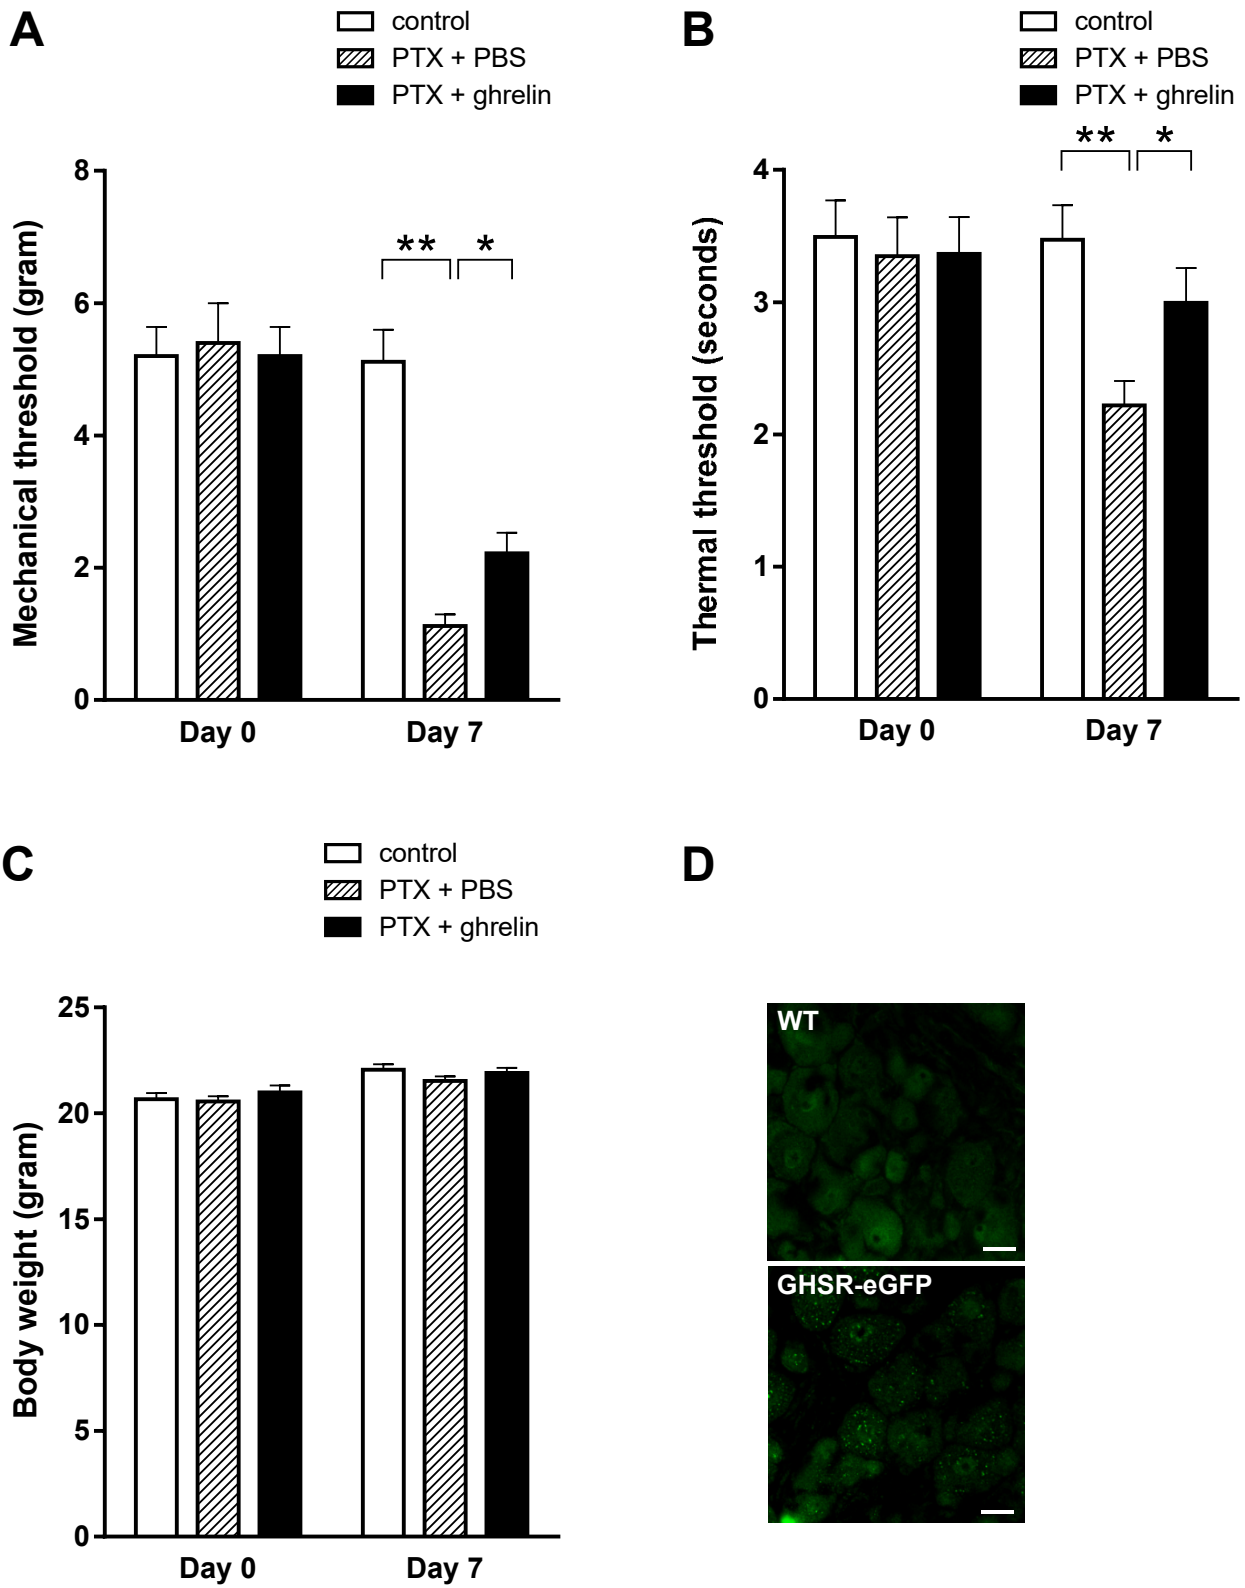 A
control
PTX + PBS
PTX + ghrelin
Mechanical threshold (gram)
8
6
4
2
0
** *
Day 0 Day 7
B
control
PTX + PBS
PTX + ghrelin
Thermal threshold (seconds)
4
3
2
1
0
** *
Day 0 Day 7
C
control
PTX + PBS
PTX + ghrelin
Body weight (gram)
25
20
15
10
5
0
Day 0 Day 7
D
WT
GHSR-eGFP